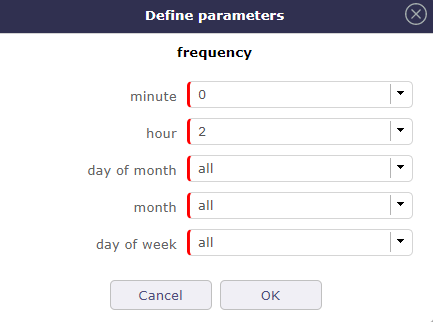 Define parameters
frequency
minute 0
hour 2
day of month all
month all
day of week all
Cancel OK